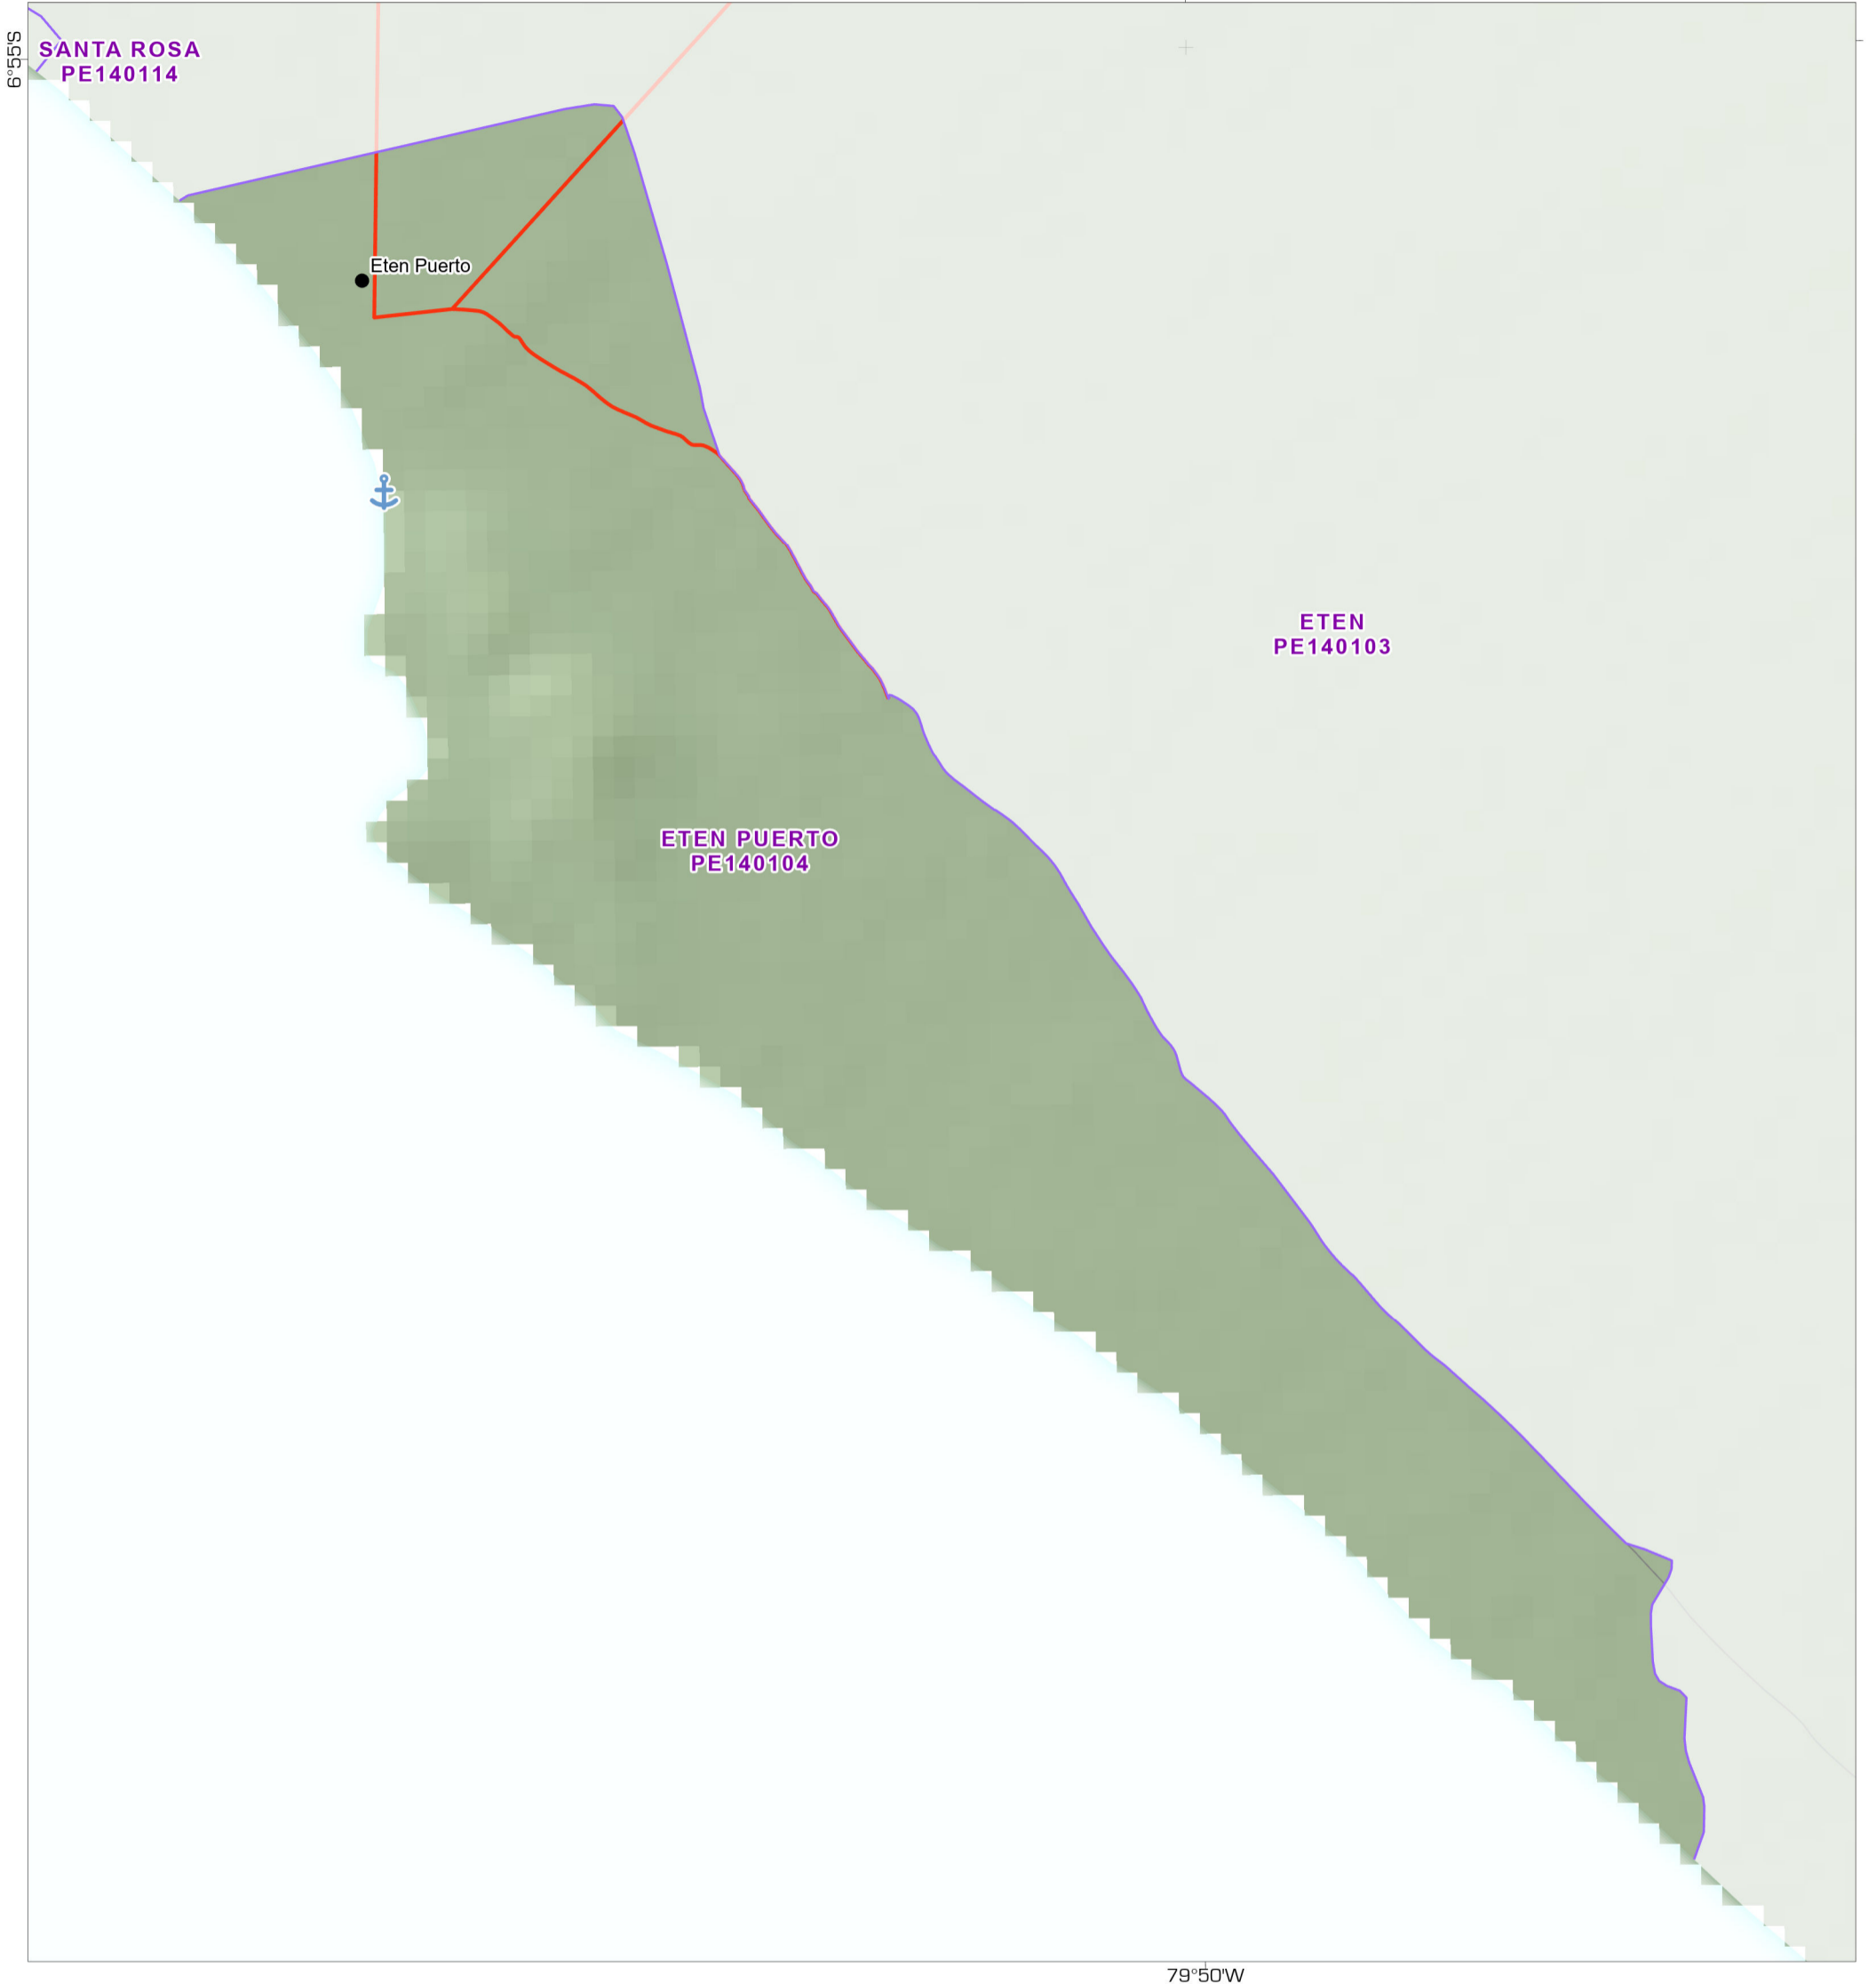 6°55'S
SANTA ROSA
PE140114
Eten Puerto
ETEN
PE140103
ETEN PUERTO
PE140104
79°50'W